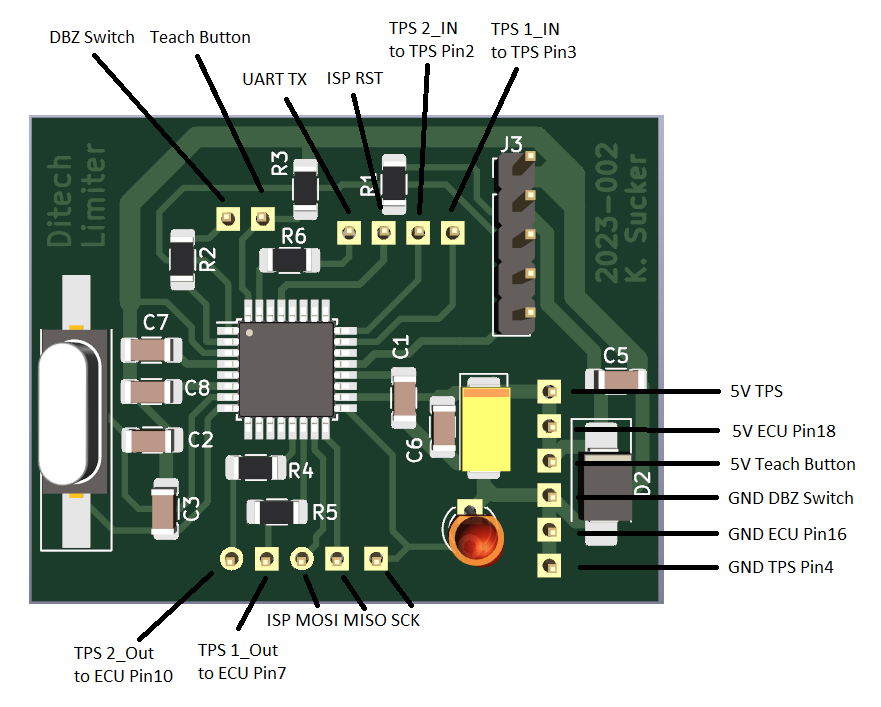 DBZ Switch
Teach Button
UART TX
ISP RST
TPS 2_IN
to TPS Pin2
TPS 1_IN
to TPS Pin3
Ditech
Limiter
R3
R1
J3
2023-002
K. Sucker
R2
R6
C7
C8
C2
C3
C1
C6
C5
R4
R5
D2
5V TPS
5V ECU Pin18
5V Teach Button
GND DBZ Switch
GND ECU Pin16
GND TPS Pin4
ISP MOSI MISO SCK
TPS 2_Out
to ECU Pin10
TPS 1_Out
to ECU Pin7